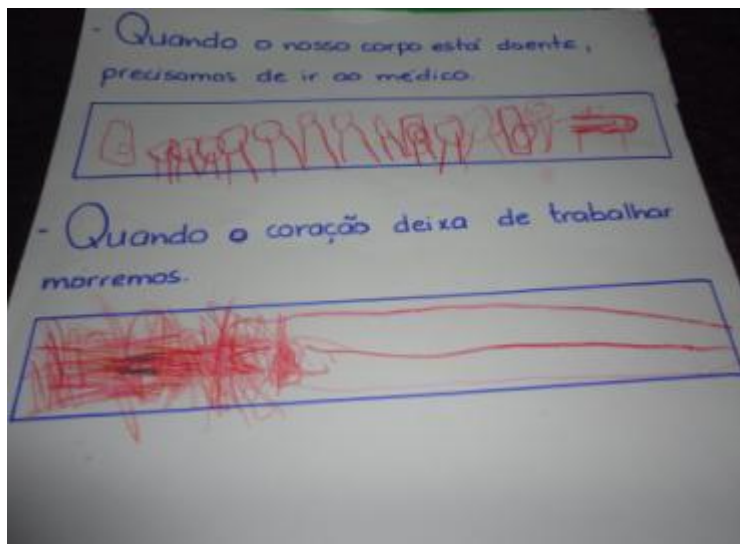 - Quando o nosso corpo está doente,
precisamos de ir ao médico.
- Quando o coração deixa de trabalhar
morremos.